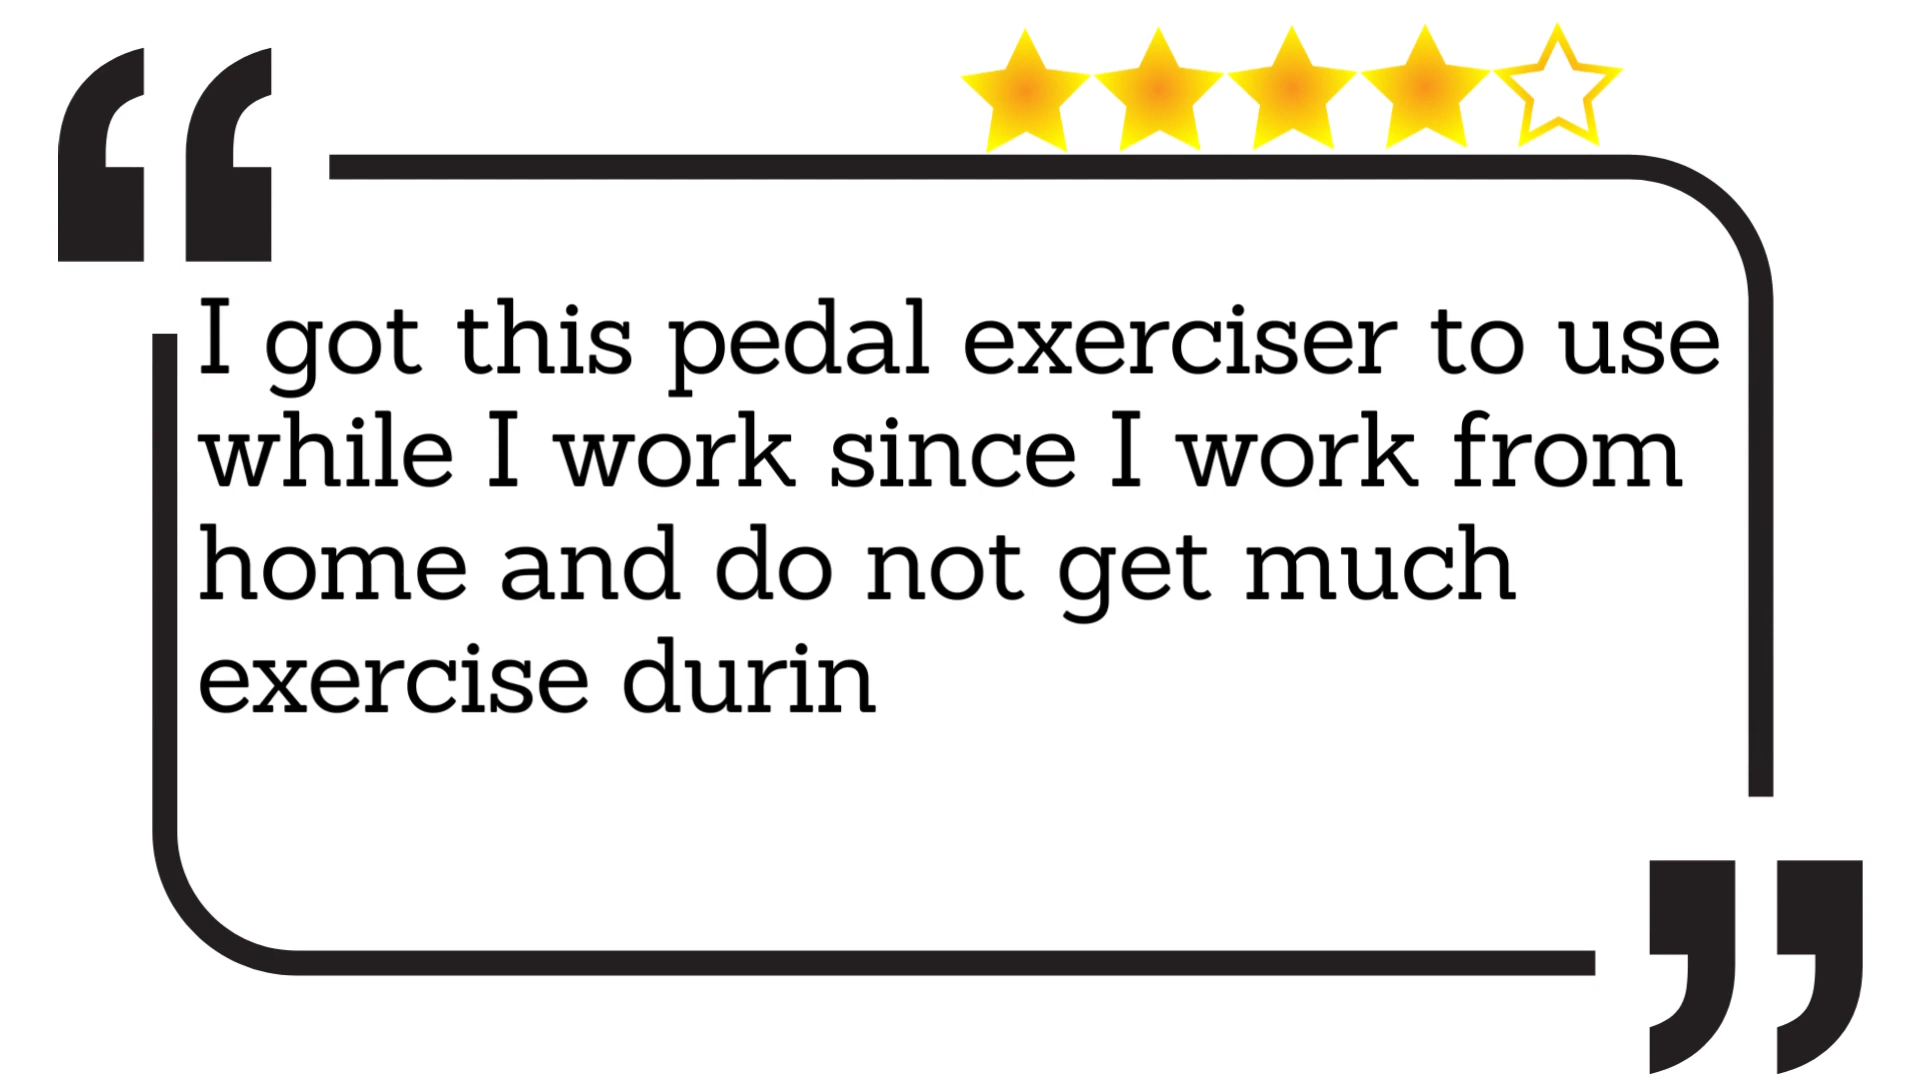 I got this pedal exerciser to use
while I work since I work from
home and do not get much
exercise durin